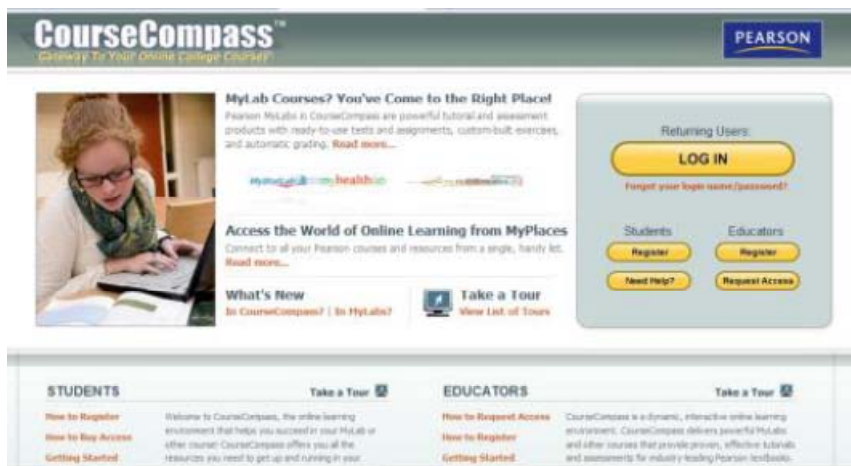 CourseCompass™
Gateway To Your Online College Courses
PEARSON
MyLab Courses? You've Come to the Right Place!
Pearson MyLabs in CourseCompass are powerful tutorial and assessment
products with ready-to-use tests and assignments, custom-built exercises,
and automatic grading. Read more...
health
Access the World of Online Learning from MyPlaces
Connect to all your Pearson courses and resources from a single, handy list.
Read more...
What's New
In CourseCompass? | In MyLabs?
Take a Tour
View List of Tours
Returning Users:
LOG IN
Forgot your login name/password?
Students
Register
Need Help?
Educators
Register
Request Access
STUDENTS
Take a Tour
How to Register
How to Buy Access
Getting Started
Welcome to CourseCompass, the online learning
environment that helps you succeed in your MyLab or
other course! CourseCompass offers you all the
resources you need to get up and running in your
EDUCATORS
Take a Tour
How to Request Access
How to Register
Getting Started
CourseCompass is a dynamic, interactive online learning
environment. CourseCompass delivers powerful MyLabs
and other courses that provide proven, effective tutorials
and assessments for industry-leading Pearson textbooks.